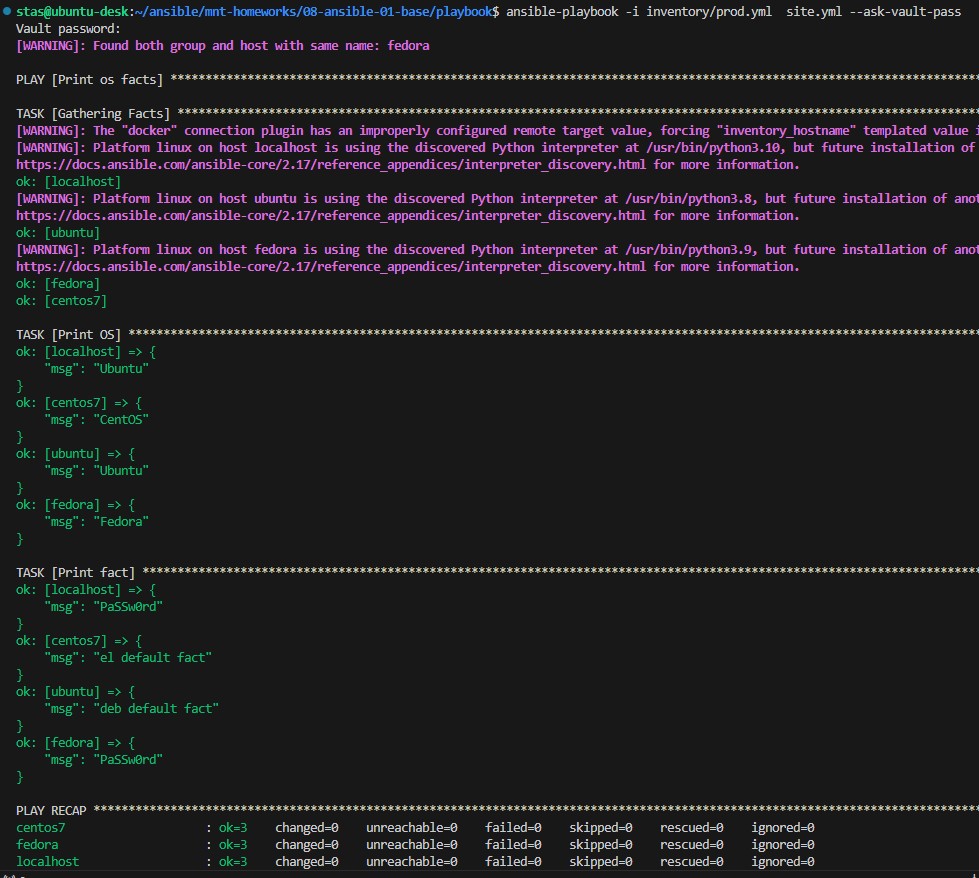 stas@ubuntu-desk:~/ansible/mnt-homeworks/08-ansible-01-base/playbook$ ansible-playbook -i inventory/prod.yml  site.yml --ask-vault-pass
Vault password:
[WARNING]: Found both group and host with same name: fedora
PLAY [Print os facts] ******************************************************************************************************************
TASK [Gathering Facts] *****************************************************************************************************************
[WARNING]: The "docker" connection plugin has an improperly configured remote target value, forcing "inventory_hostname" templated value i
[WARNING]: Platform linux on host localhost is using the discovered Python interpreter at /usr/bin/python3.10, but future installation of
https://docs.ansible.com/ansible-core/2.17/reference_appendices/interpreter_discovery.html for more information.
ok: [localhost]
[WARNING]: Platform linux on host ubuntu is using the discovered Python interpreter at /usr/bin/python3.8, but future installation of anot
https://docs.ansible.com/ansible-core/2.17/reference_appendices/interpreter_discovery.html for more information.
ok: [ubuntu]
[WARNING]: Platform linux on host fedora is using the discovered Python interpreter at /usr/bin/python3.9, but future installation of anot
https://docs.ansible.com/ansible-core/2.17/reference_appendices/interpreter_discovery.html for more information.
ok: [fedora]
ok: [centos7]
TASK [Print OS] ************************************************************************************************************************
ok: [localhost] => {
    "msg": "Ubuntu"
}
ok: [centos7] => {
    "msg": "CentOS"
}
ok: [ubuntu] => {
    "msg": "Ubuntu"
}
ok: [fedora] => {
    "msg": "Fedora"
}
TASK [Print fact] **********************************************************************************************************************
ok: [localhost] => {
    "msg": "PaSSw0rd"
}
ok: [centos7] => {
    "msg": "el default fact"
}
ok: [ubuntu] => {
    "msg": "deb default fact"
}
ok: [fedora] => {
    "msg": "PaSSw0rd"
}
PLAY RECAP *****************************************************************************************************************************
centos7                    : ok=3    changed=0    unreachable=0    failed=0    skipped=0    rescued=0    ignored=0
fedora                     : ok=3    changed=0    unreachable=0    failed=0    skipped=0    rescued=0    ignored=0
localhost                  : ok=3    changed=0    unreachable=0    failed=0    skipped=0    rescued=0    ignored=0